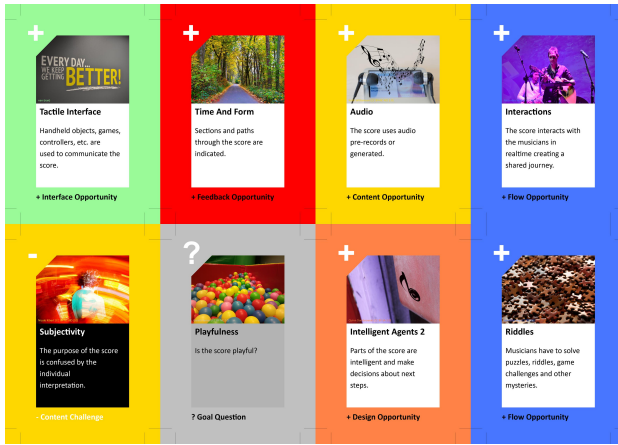 +
EVERY DAY...
WE KEEP
GETTING BETTER!
Tactile Interface
Handheld objects, games,
controllers, etc. are
used to communicate the
score.
+ Interface Opportunity
+
Time And Form
Sections and paths
through the score are
indicated.
+ Feedback Opportunity
+
Audio
The score uses audio
pre-records or
generated.
+ Content Opportunity
+
Interactions
The score interacts with
the musicians in
realtime creating a
shared journey.
+ Flow Opportunity
-
Subjectivity
The purpose of the score
is confused by the
individual
interpretation.
- Content Challenge
?
Playfulness
Is the score playful?
? Goal Question
+
Intelligent Agents 2
Parts of the score are
intelligent and make
decisions about next
steps.
+ Design Opportunity
+
Riddles
Musicians have to solve
puzzles, riddles, game
challenges and other
mysteries.
+ Flow Opportunity